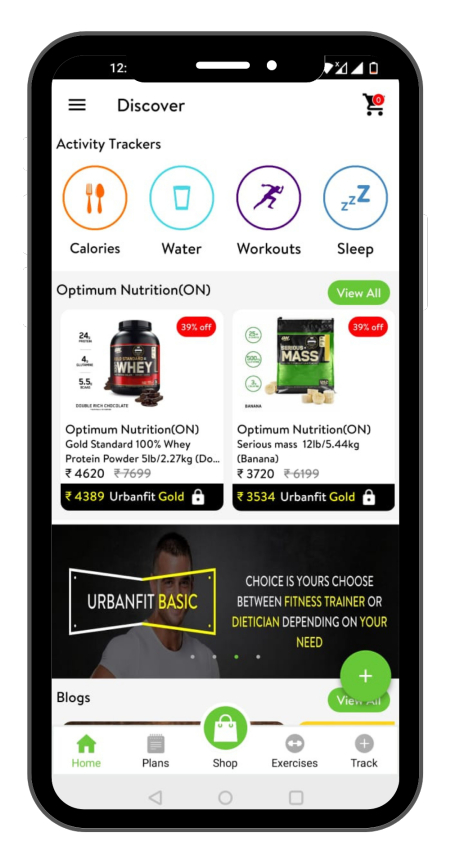 12:
Discover
0
Activity Trackers
Calories
Water
Workouts
Sleep
Optimum Nutrition(ON)
View All
39% off
24g
PROTEIN
4g
GLUTAMINE
5.5g
BCAAS
GOLD STANDARD
WHEY
DOUBLE RICH CHOCOLATE
39% off
SERIOUS
MASS
BANANA
Optimum Nutrition(ON)
Gold Standard 100% Whey
Protein Powder 5lb/2.27kg (Do...
₹ 4620 ₹ 7699
₹ 4389 Urbanfit Gold
Optimum Nutrition(ON)
Serious mass 12lb/5.44kg
(Banana)
₹ 3720 ₹ 6199
₹ 3534 Urbanfit Gold
URBANFIT BASIC
CHOICE IS YOURS CHOOSE
BETWEEN FITNESS TRAINER OR
DIETICIAN DEPENDING ON YOUR
NEED
Blogs
View All
Home
Plans
Shop
Exercises
Track